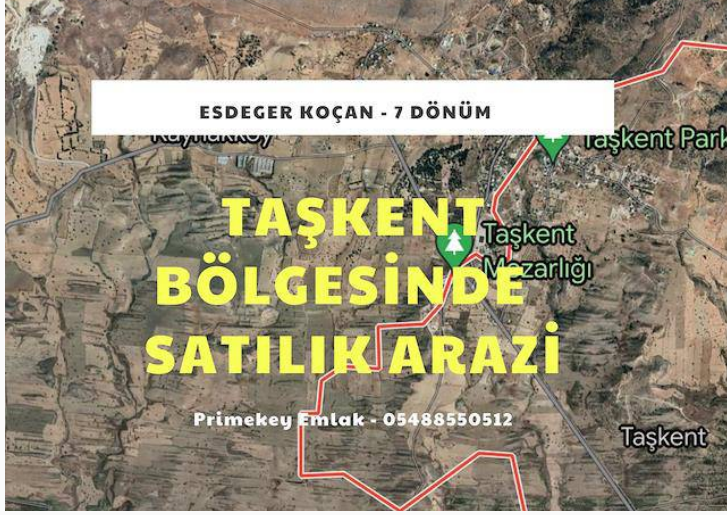 ESDEGER KOÇAN - 7 DÖNÜM
Kaynakköy
Taşkent Park
TAŞKENT
Taşkent
Mezarlığı
BÖLGESİNDE
SATILIK ARAZİ
Primekey Emlak - 05488550512
Taşkent